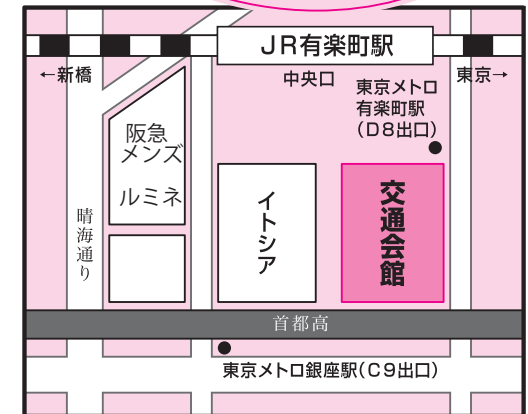 JR有楽町駅
←新橋
中央口
東京→
東京メトロ
有楽町駅
(D8出口)
阪急
メンズ
ルミネ
イトシア
交通会館
晴海通り
首都高
東京メトロ銀座駅(C9出口)